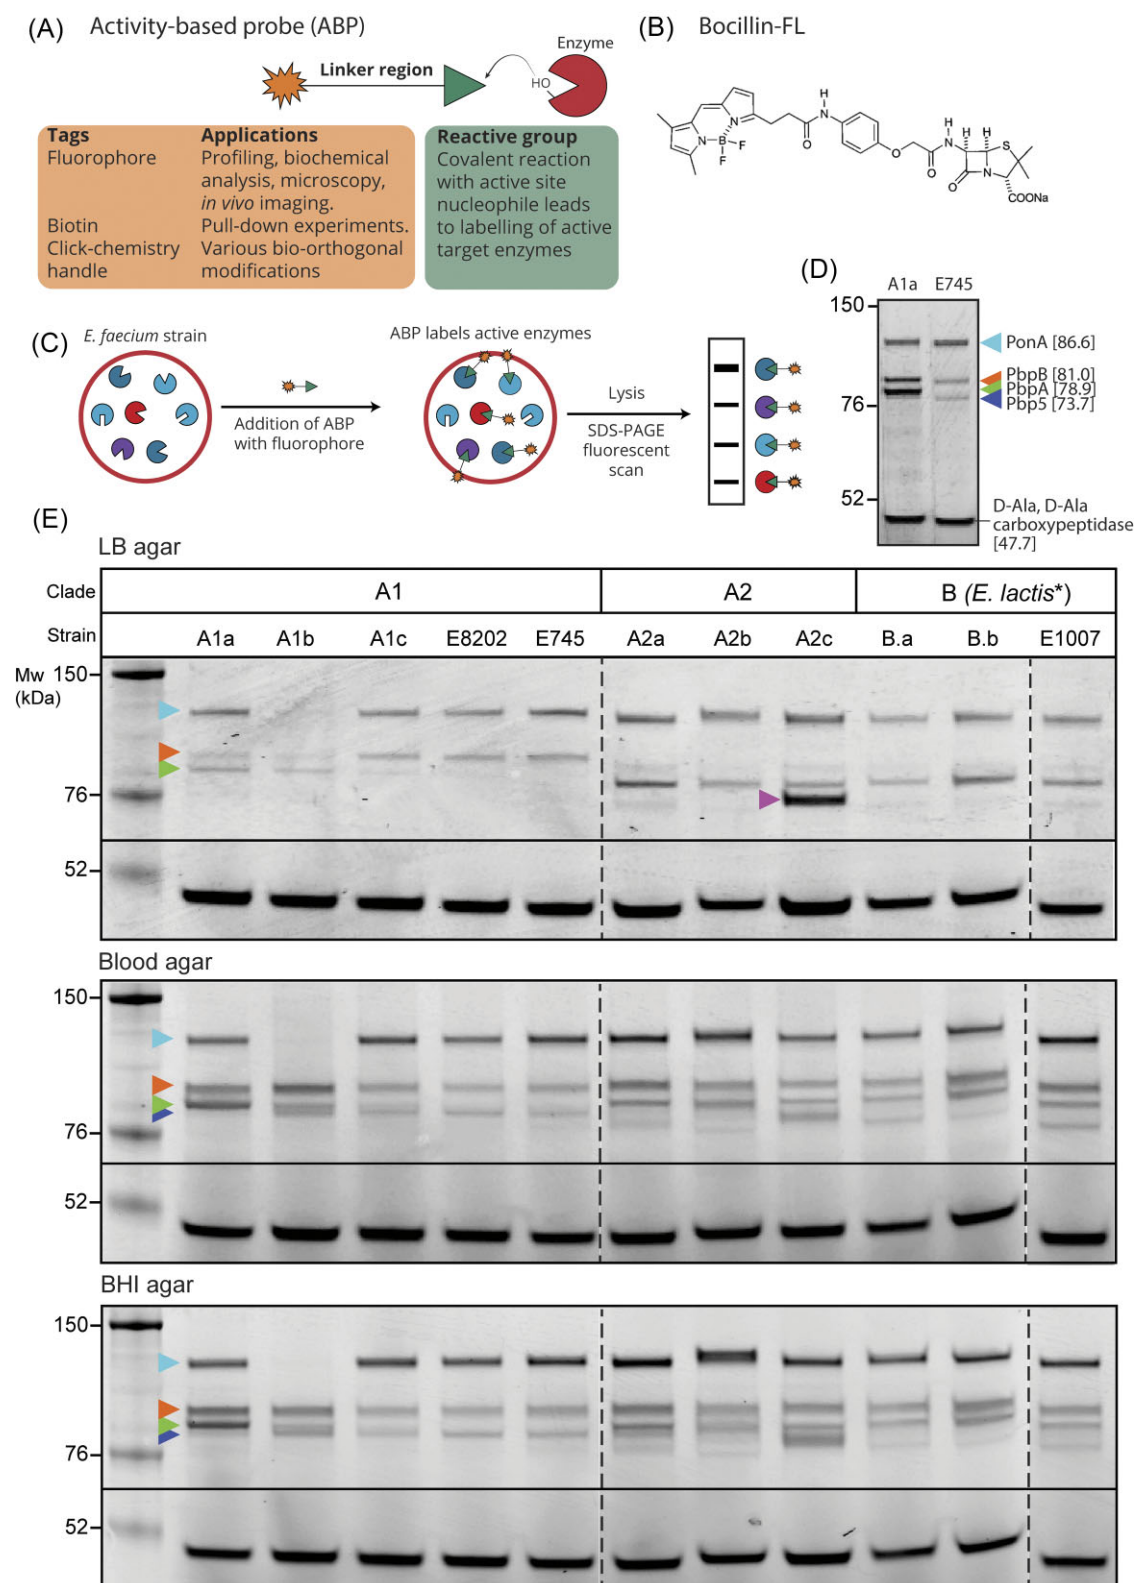 (A) Activity-based probe (ABP)
Enzyme
Linker region
HO
Tags Applications
Fluorophore Profiling, biochemical
analysis, microscopy,
in vivo imaging.
Biotin Pull-down experiments.
Click-chemistry Various bio-orthogonal
handle modifications
Reactive group
Covalent reaction
with active site
nucleophile leads
to labelling of active
target enzymes
(B) Bocillin-FL
N
N
B
F
F
O
H
N
O
O
H
N
H
H
S
O
N
COONa
(C)
E. faecium strain
Addition of ABP
with fluorophore
ABP labels active enzymes
Lysis
SDS-PAGE
fluorescent
scan
(D)
A1a E745
150
76
52
PonA [86.6]
PbpB [81.0]
PbpA [78.9]
Pbp5 [73.7]
D-Ala, D-Ala
carboxypeptidase
[47.7]
(E)
LB agar
Clade A1 A2 B (E. lactis*)
Strain A1a A1b A1c E8202 E745 A2a A2b A2c B.a B.b E1007
Mw 150
(kDa)
76
52
Blood agar
150
76
52
BHI agar
150
76
52